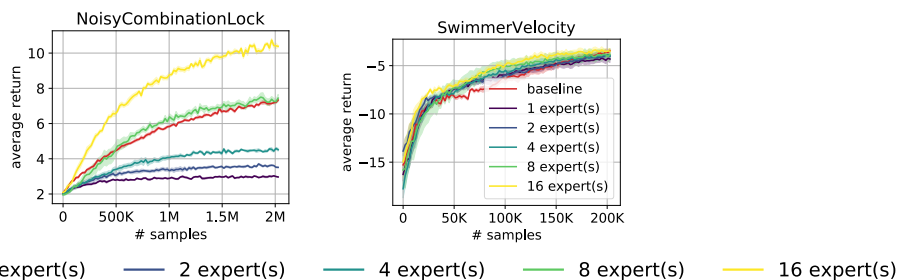 NoisyCombinationLock
average return
10
8
6
4
2
0 500K 1M 1.5M 2M
# samples
SwimmerVelocity
average return
−5
−10
−15
baseline
1 expert(s)
2 expert(s)
4 expert(s)
8 expert(s)
16 expert(s)
0 50K 100K 150K 200K
# samples
expert(s) 2 expert(s) 4 expert(s) 8 expert(s) 16 expert(s)